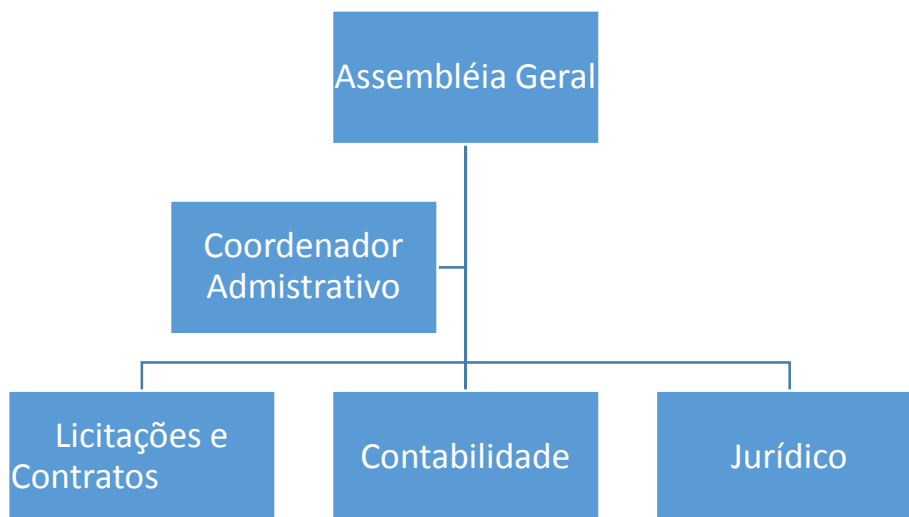 Assembléia Geral
Coordenador
Admistrativo
Licitações e
Contratos
Contabilidade
Jurídico